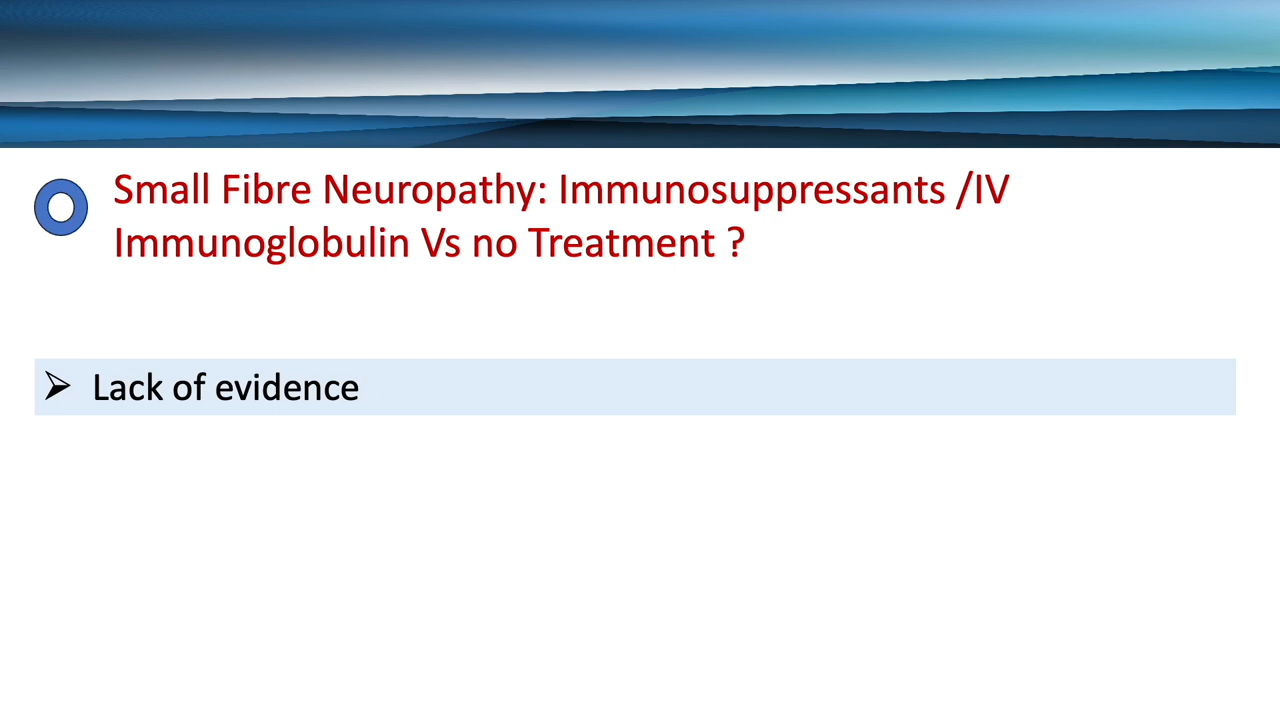 Small Fibre Neuropathy: Immunosuppressants /IV
Immunoglobulin Vs no Treatment ?
➢ Lack of evidence